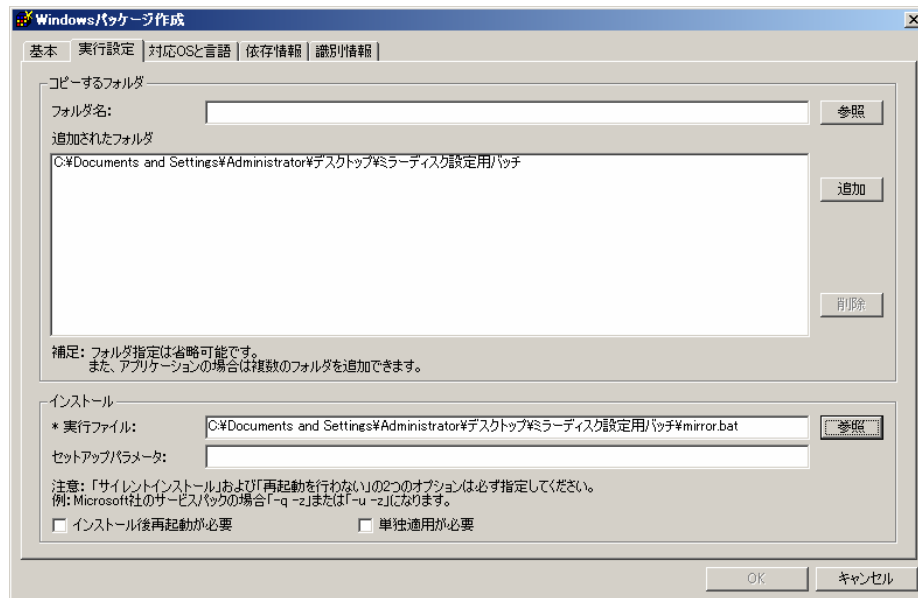 Windowsパッケージ作成
基本 実行設定 対応OSと言語 依存情報 識別情報
コピーするフォルダ
フォルダ名: 参照
追加されたフォルダ
C:¥Documents and Settings¥Administrator¥デスクトップ¥ミラーディスク設定用バッチ
追加
削除
補足: フォルダ指定は省略可能です。
また、アプリケーションの場合は複数のフォルダを追加できます。
インストール
* 実行ファイル: C:¥Documents and Settings¥Administrator¥デスクトップ¥ミラーディスク設定用バッチ¥mirror.bat 参照
セットアップパラメータ:
注意: 「サイレントインストール」および「再起動を行わない」の2つのオプションは必ず指定してください。
例: Microsoft社のサービスパックの場合「-q -z」または「-u -z」になります。
インストール後再起動が必要 単独適用が必要
OK キャンセル